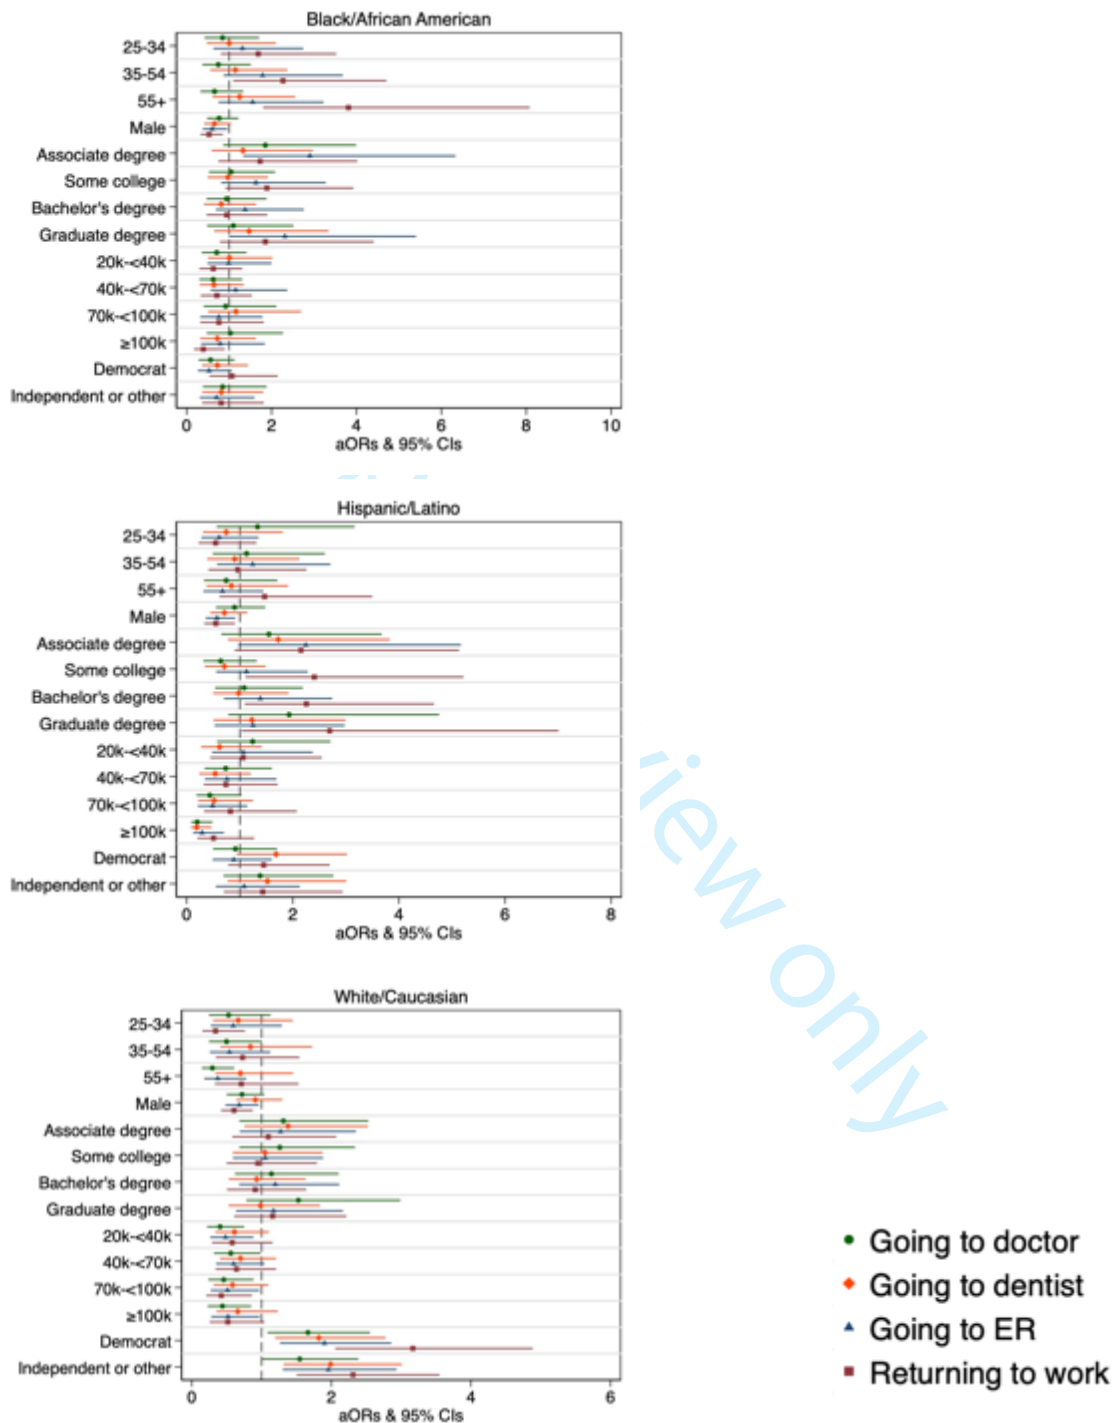 Black/African American
25-34
35-54
55+
Male
Associate degree
Some college
Bachelor's degree
Graduate degree
20k-<40k
40k-<70k
70k-<100k
≥100k
Democrat
Independent or other
0 2 4 6 8 10
aORs & 95% CIs
Hispanic/Latino
25-34
35-54
55+
Male
Associate degree
Some college
Bachelor's degree
Graduate degree
20k-<40k
40k-<70k
70k-<100k
≥100k
Democrat
Independent or other
0 2 4 6 8
aORs & 95% CIs
only
White/Caucasian
25-34
35-54
55+
Male
Associate degree
Some college
Bachelor's degree
Graduate degree
20k-<40k
40k-<70k
70k-<100k
≥100k
Democrat
Independent or other
0 2 4 6
aORs & 95% CIs
Going to doctor
Going to dentist
Going to ER
Returning to work